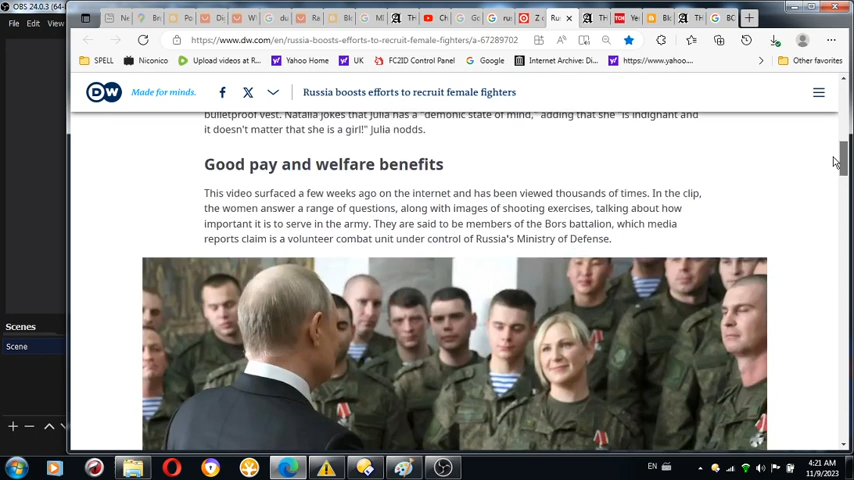 OBS 24.0.3 (64-
File Edit View
https://www.dw.com/en/russia-boosts-efforts-to-recruit-female-fighters/a-67289702
SPELL Niconico Upload videos at R... Yahoo Home UK FC2ID Control Panel Google Internet Archive: Di... https://www.yahoo.... Other favorites
DW Made for minds. Russia boosts efforts to recruit female fighters
bulletproof vest. Natalia jokes that Julia has a "demonic state of mind," adding that she "is indignant and
it doesn't matter that she is a girl!" Julia nodds.
Good pay and welfare benefits
This video surfaced a few weeks ago on the internet and has been viewed thousands of times. In the clip,
the women answer a range of questions, along with images of shooting exercises, talking about how
important it is to serve in the army. They are said to be members of the Bors battalion, which media
reports claim is a volunteer combat unit under control of Russia's Ministry of Defense.
Scenes
Scene
EN
4:21 AM
11/9/2023